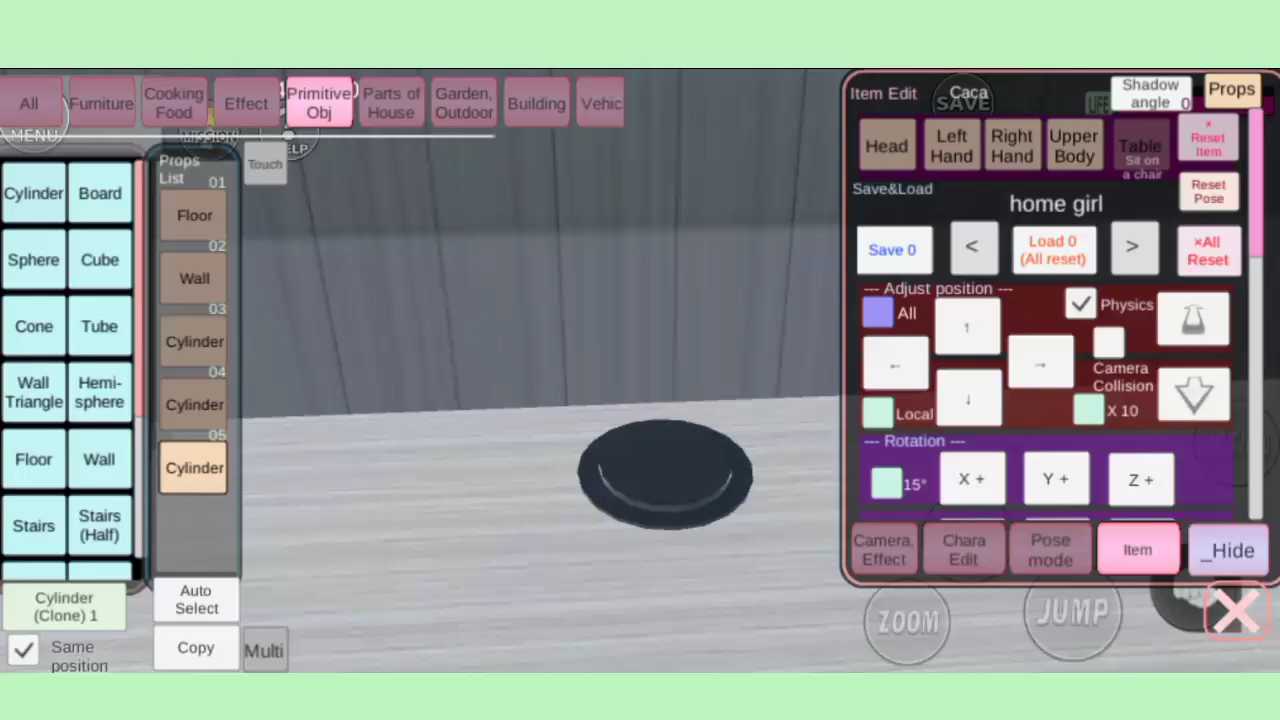 All
Furniture
Cooking
Food
Effect
Primitive
Obj
Parts of
House
Garden,
Outdoor
Building
Vehic
MENU
MISSION
ELP
Touch
Cylinder
Board
Sphere
Cube
Cone
Tube
Wall
Triangle
Hemi-
sphere
Floor
Wall
Stairs
Stairs
(Half)
Cylinder
(Clone) 1
Same
position
Props
List
01
Floor
02
Wall
03
Cylinder
04
Cylinder
05
Cylinder
Auto
Select
Copy
Multi
Item Edit
Caca
SAVE
LIFE
Shadow
angle 0
Props
Head
Left
Hand
Right
Hand
Upper
Body
Table
Sit on
a chair
×
Reset
Item
Save&Load
home girl
Reset
Pose
Save 0
<
Load 0
(All reset)
>
×All
Reset
--- Adjust position ---
All
↑
Physics
←
→
Camera
Collision
Local
↓
X 10
--- Rotation ---
15°
X +
Y +
Z +
Camera,
Effect
Chara
Edit
Pose
mode
Item
_Hide
ZOOM
JUMP